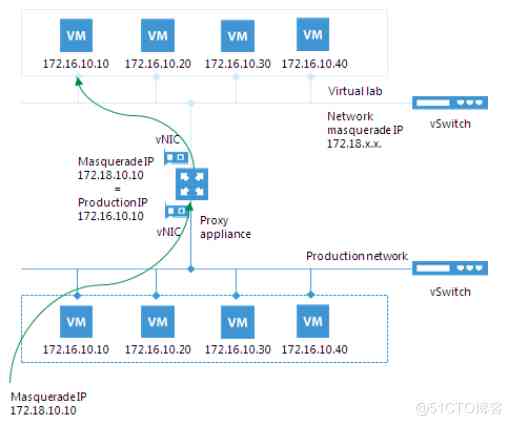 VM VM VM VM
172.16.10.10 172.16.10.20 172.16.10.30 172.16.10.40
Virtual lab
Network
masquerade IP
172.18.x.x.
vSwitch
vNIC
Masquerade IP
172.18.10.10
=
Production IP
172.16.10.10
vNIC
Proxy
appliance
Production network
vSwitch
VM VM VM VM
172.16.10.10 172.16.10.20 172.16.10.30 172.16.10.40
Masquerade IP
172.18.10.10
@51CTO博客